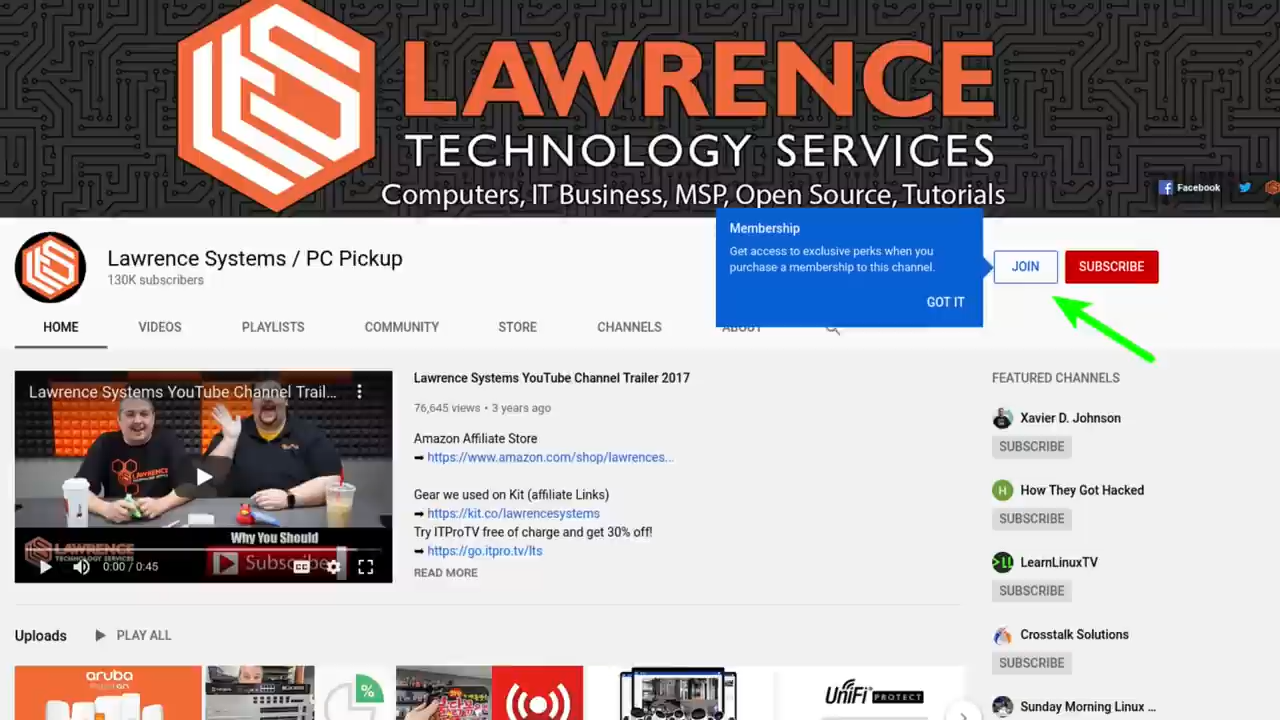 LAWRENCE
TECHNOLOGY SERVICES
Computers, IT Business, MSP, Open Source, Tutorials
Facebook
Membership
Get access to exclusive perks when you
purchase a membership to this channel.
GOT IT
Lawrence Systems / PC Pickup
130K subscribers
JOIN
SUBSCRIBE
HOME
VIDEOS
PLAYLISTS
COMMUNITY
STORE
CHANNELS
ABOUT
Lawrence Systems YouTube Channel Trail...
LAWRENCE
Why You Should
LAWRENCE
TECHNOLOGY SERVICES
Subscribe
0:00 / 0:45
Lawrence Systems YouTube Channel Trailer 2017
76,645 views • 3 years ago
Amazon Affiliate Store
➡ https://www.amazon.com/shop/lawrences...
Gear we used on Kit (affiliate Links)
➡ https://kit.co/lawrencesystems
Try ITProTV free of charge and get 30% off!
➡ https://go.itpro.tv/lts
READ MORE
FEATURED CHANNELS
Xavier D. Johnson
SUBSCRIBE
H
How They Got Hacked
SUBSCRIBE
LearnLinuxTV
SUBSCRIBE
Crosstalk Solutions
SUBSCRIBE
Sunday Morning Linux ...
Uploads
PLAY ALL
aruba
%
UniFi PROTECT